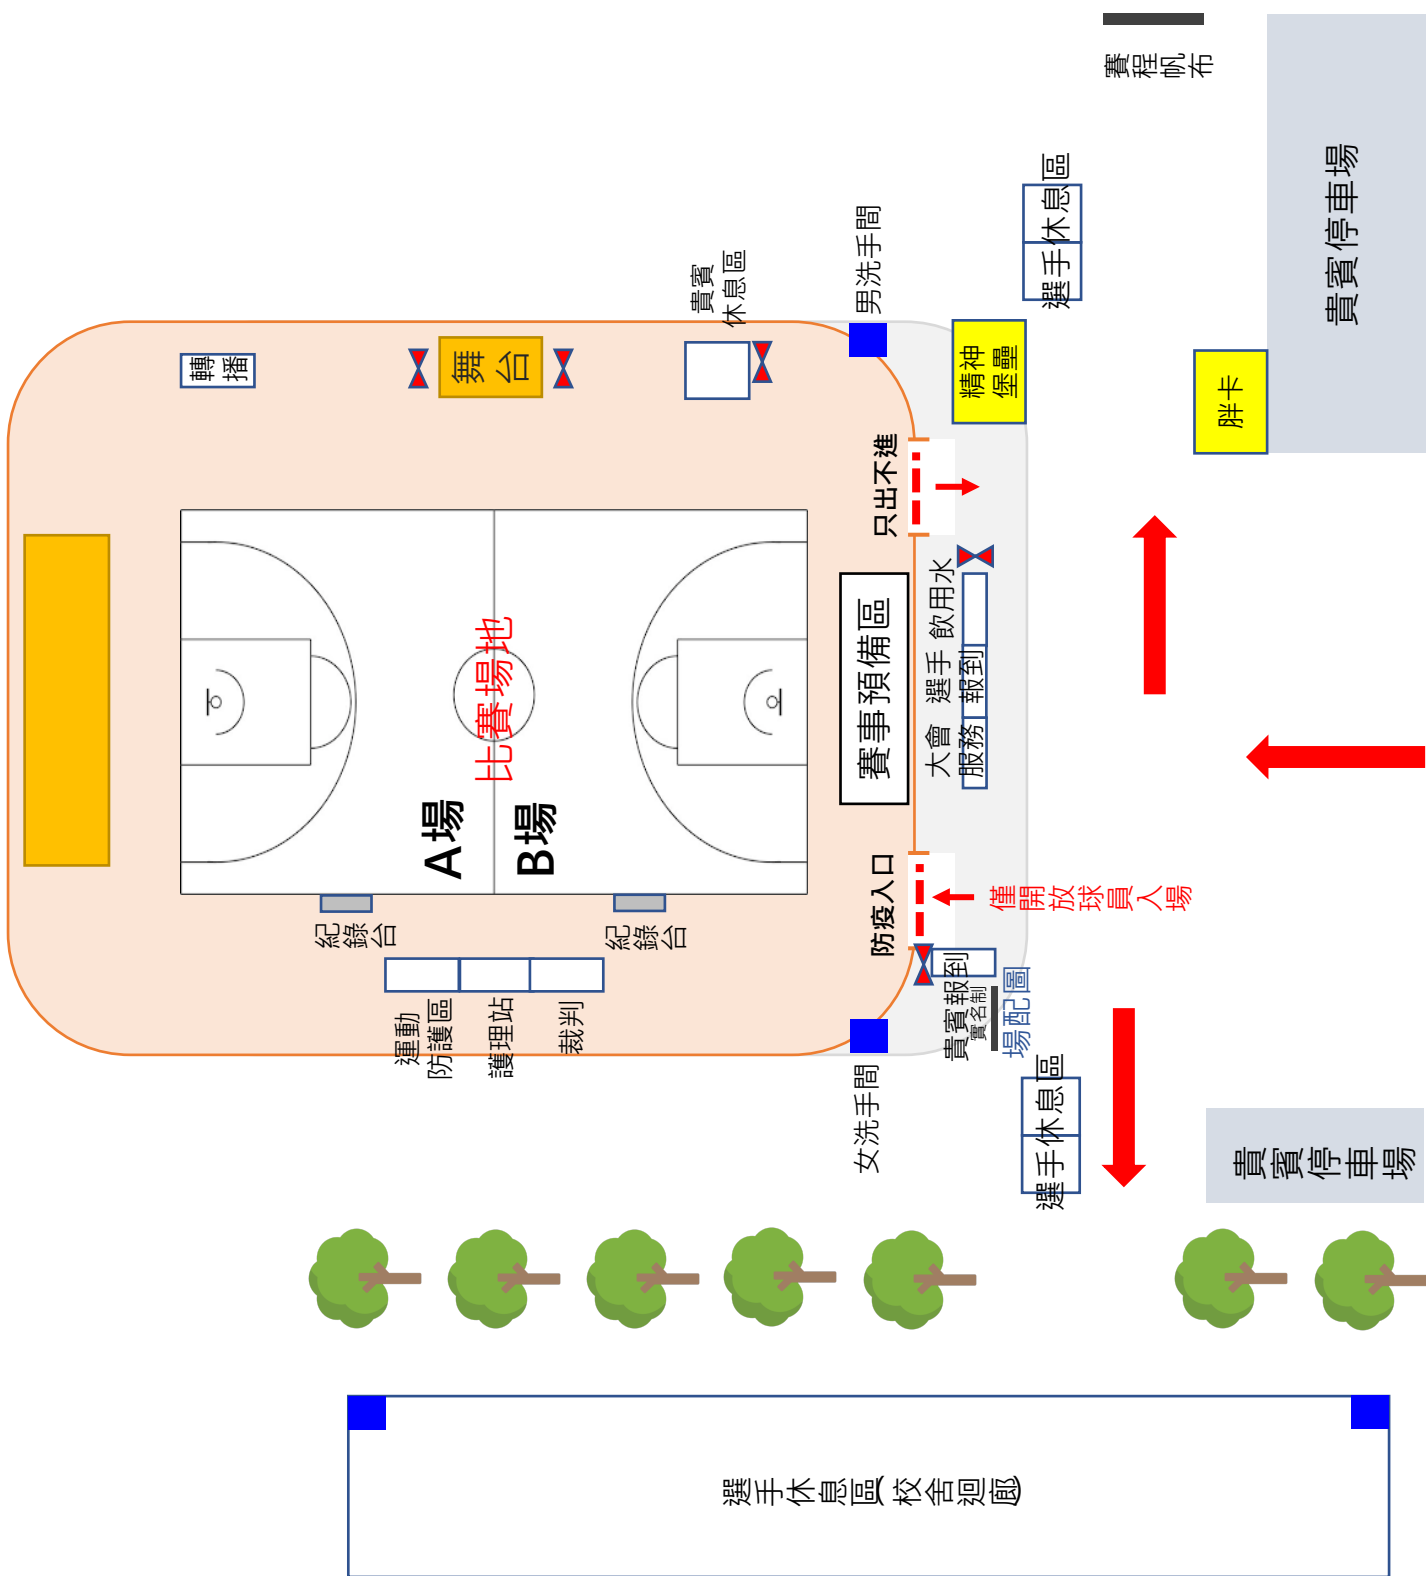 賽程帆布
貴賓停車場
選手休息區
男洗手間
貴賓
休息區
轉播
舞台
精神
堡壘
胖卡
只出不進
飲用水
選手
報到
大會
服務
賽事預備區
比賽場地
A場
B場
防疫入口
僅開放球員入場
紀錄台
紀錄台
運動
防護區
護理站
裁判
貴賓報到
實名制
場配圖
女洗手間
選手休息區
貴賓停車場
選手休息區(校舍迴廊)